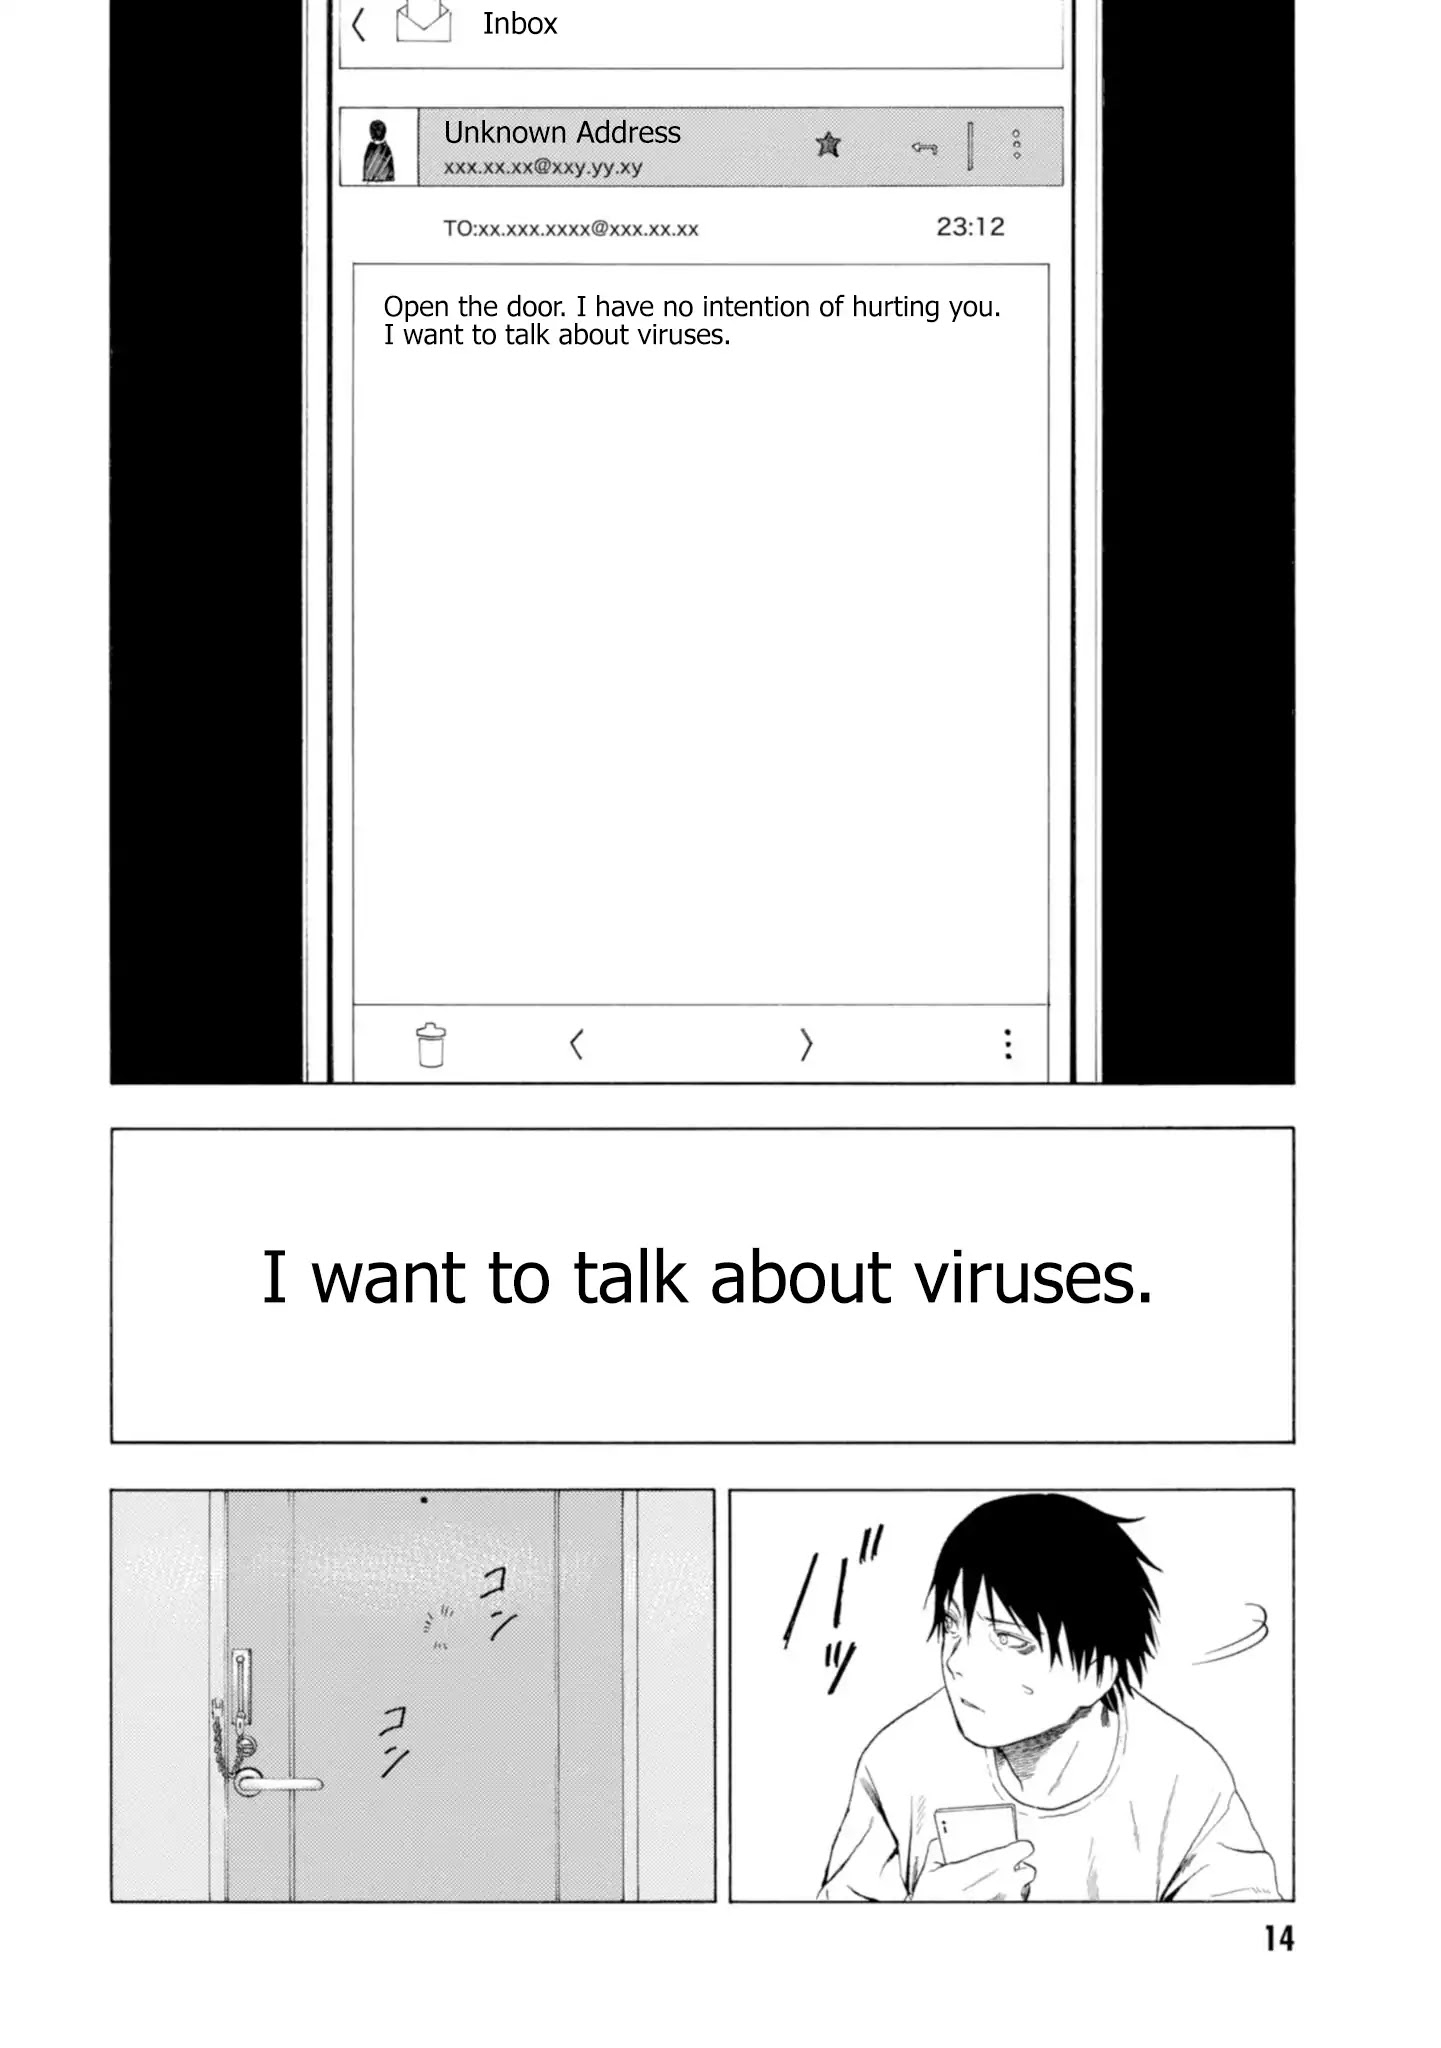 Inbox
Unknown Address
xxx.xx.xx@xxy.yy.xy
TO:xx.xxx.xxxx@xxx.xx.xx
23:12
Open the door. I have no intention of hurting you.
I want to talk about viruses.
I want to talk about viruses.
バッ
コン
コン
14